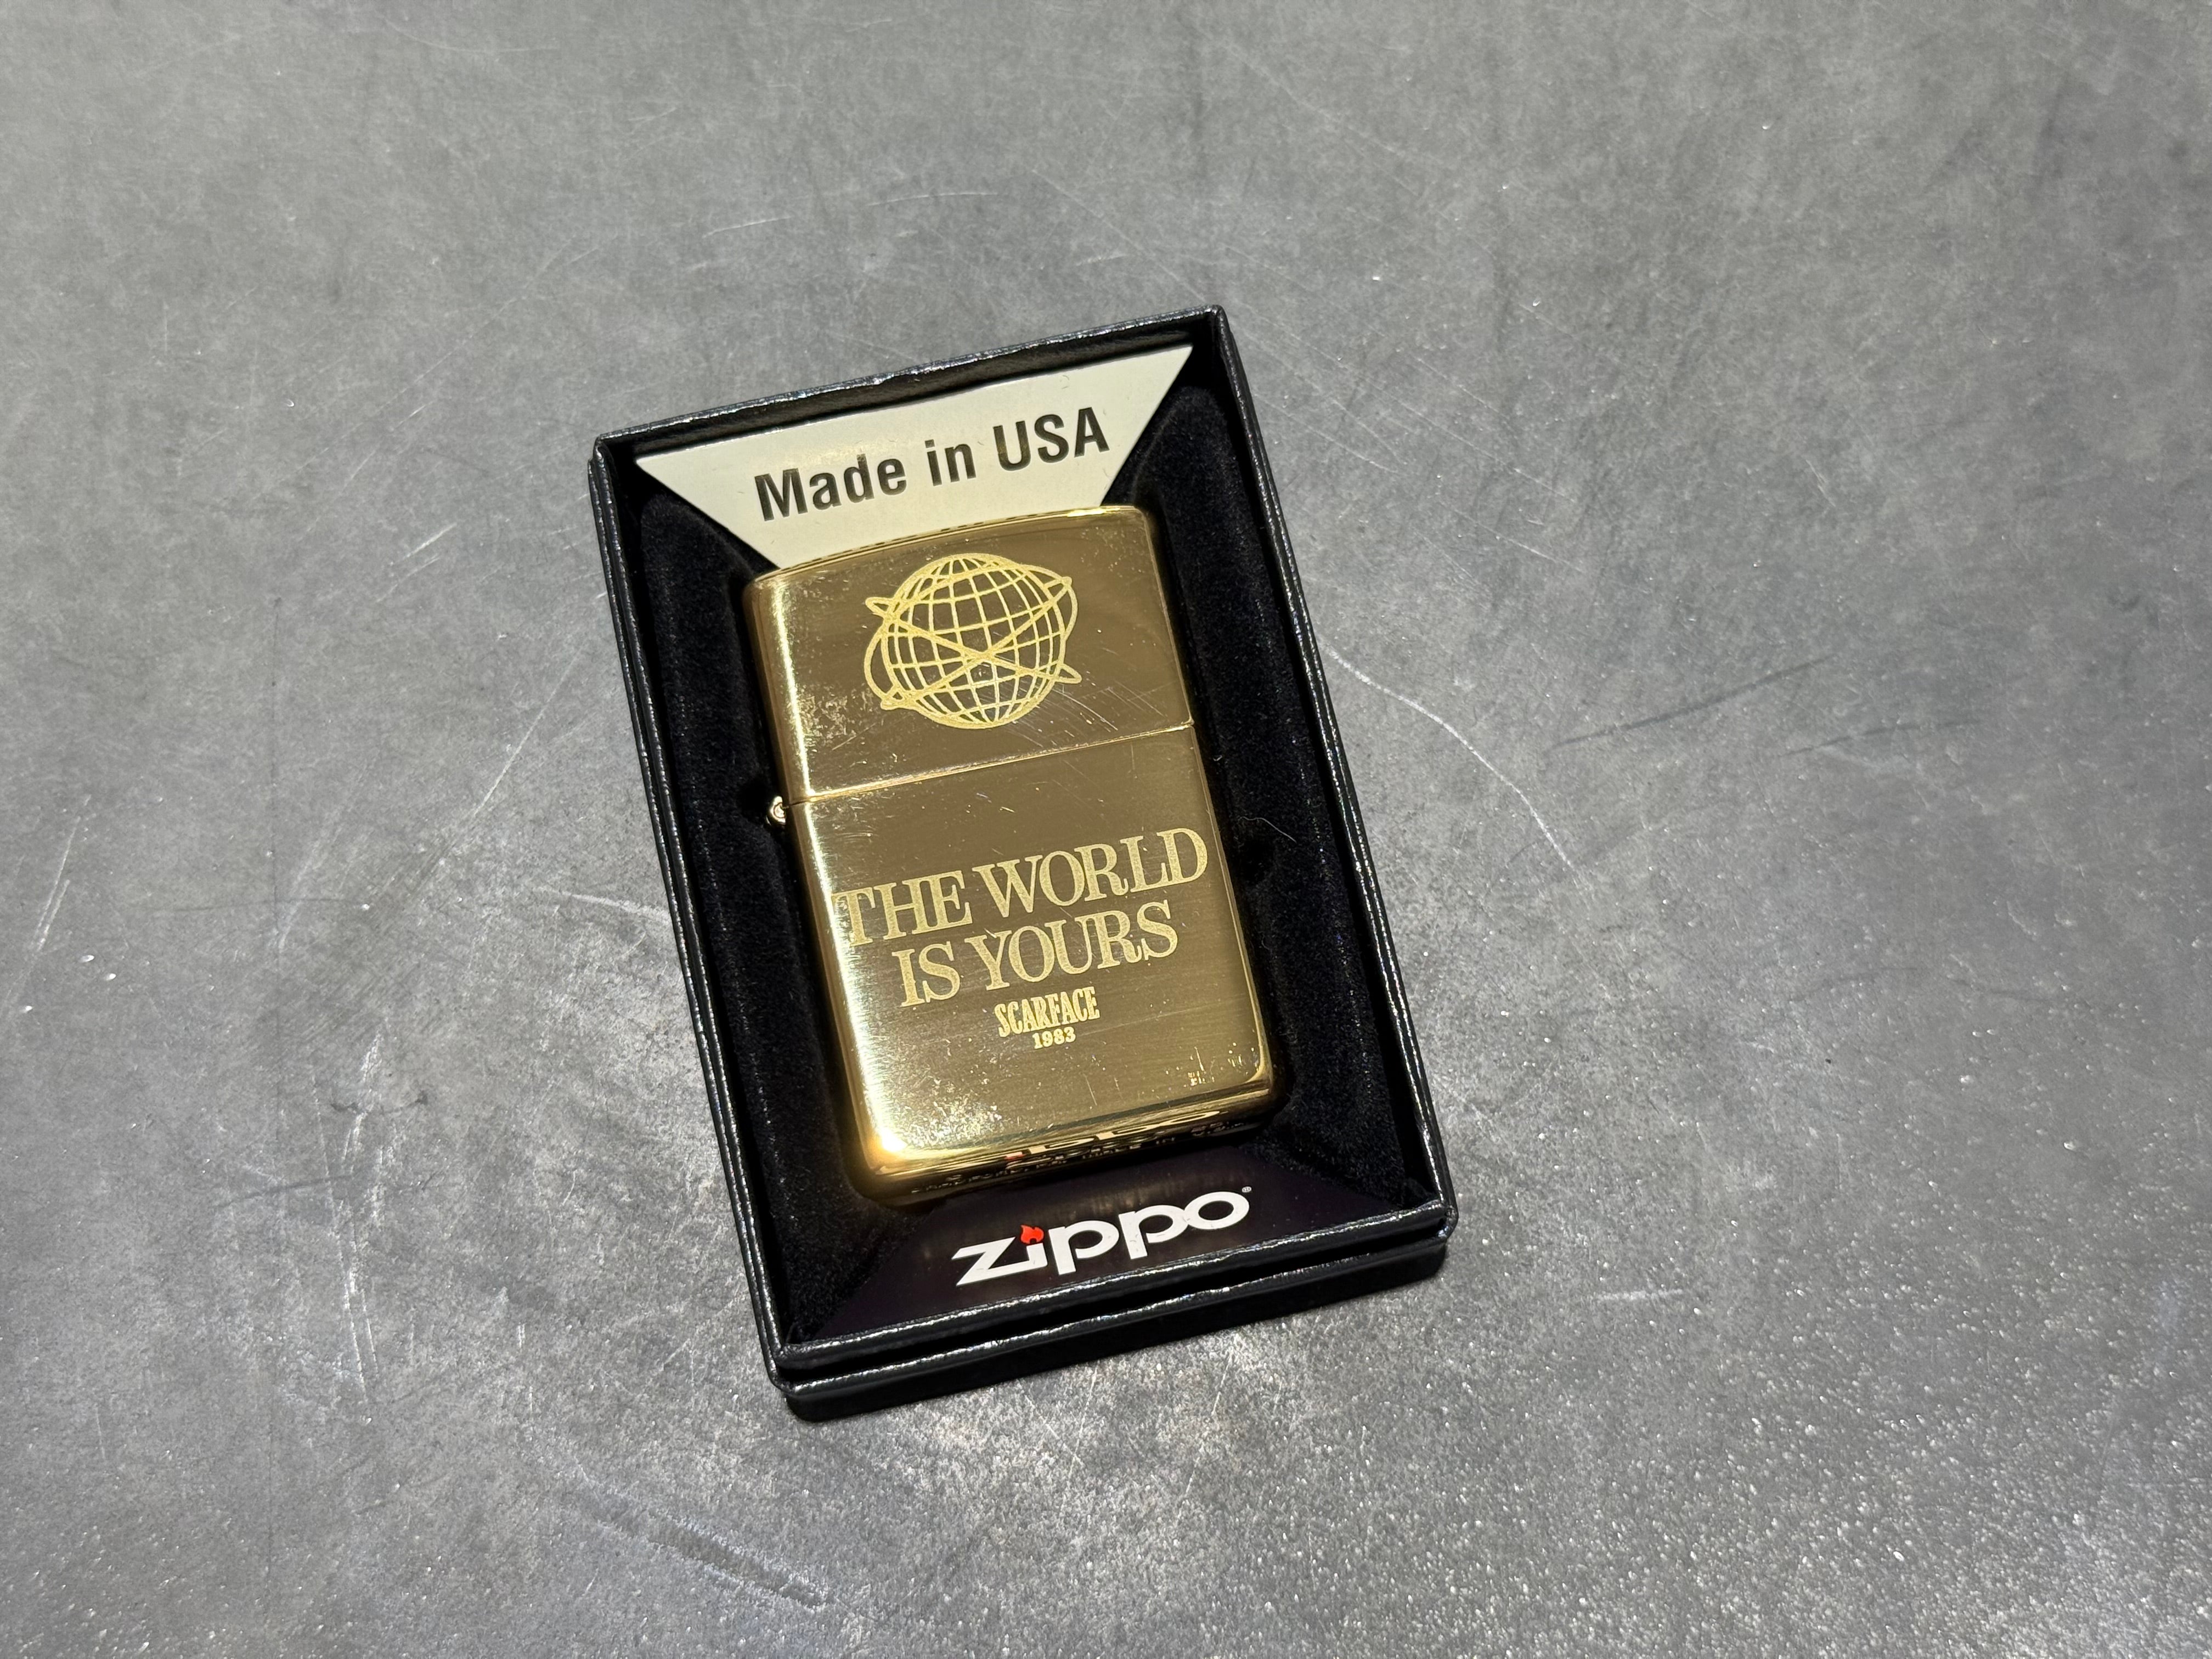 Made in USA
THE WORLD
IS YOURS
SCARFACE
1983
zippo®